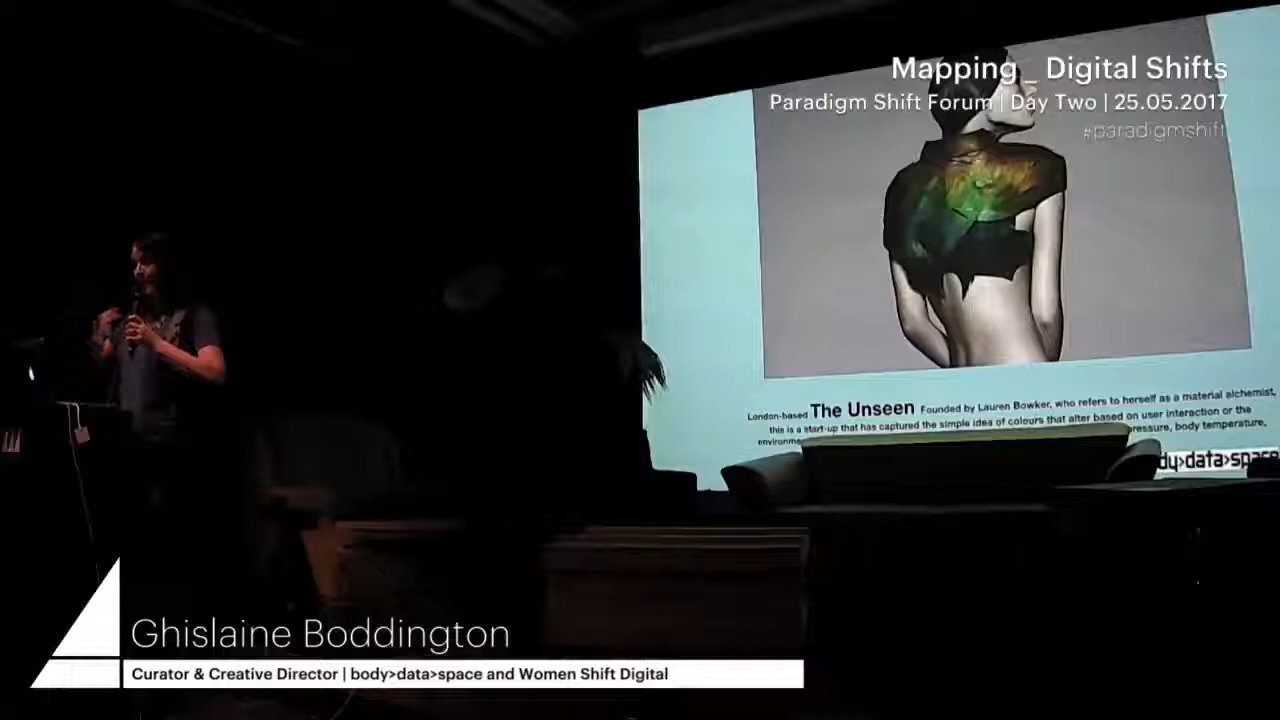 Mapping _ Digital Shifts
Paradigm Shift Forum | Day Two | 25.05.2017
#paradigmshift
London-based The Unseen Founded by Lauren Bowker, who refers to herself as a material alchemist,
this is a start-up that has captured the simple idea of colours that alter based on user interaction or the
pressure, body temperature,
dy>data>space
Ghislaine Boddington
Curator & Creative Director | body>data>space and Women Shift Digital